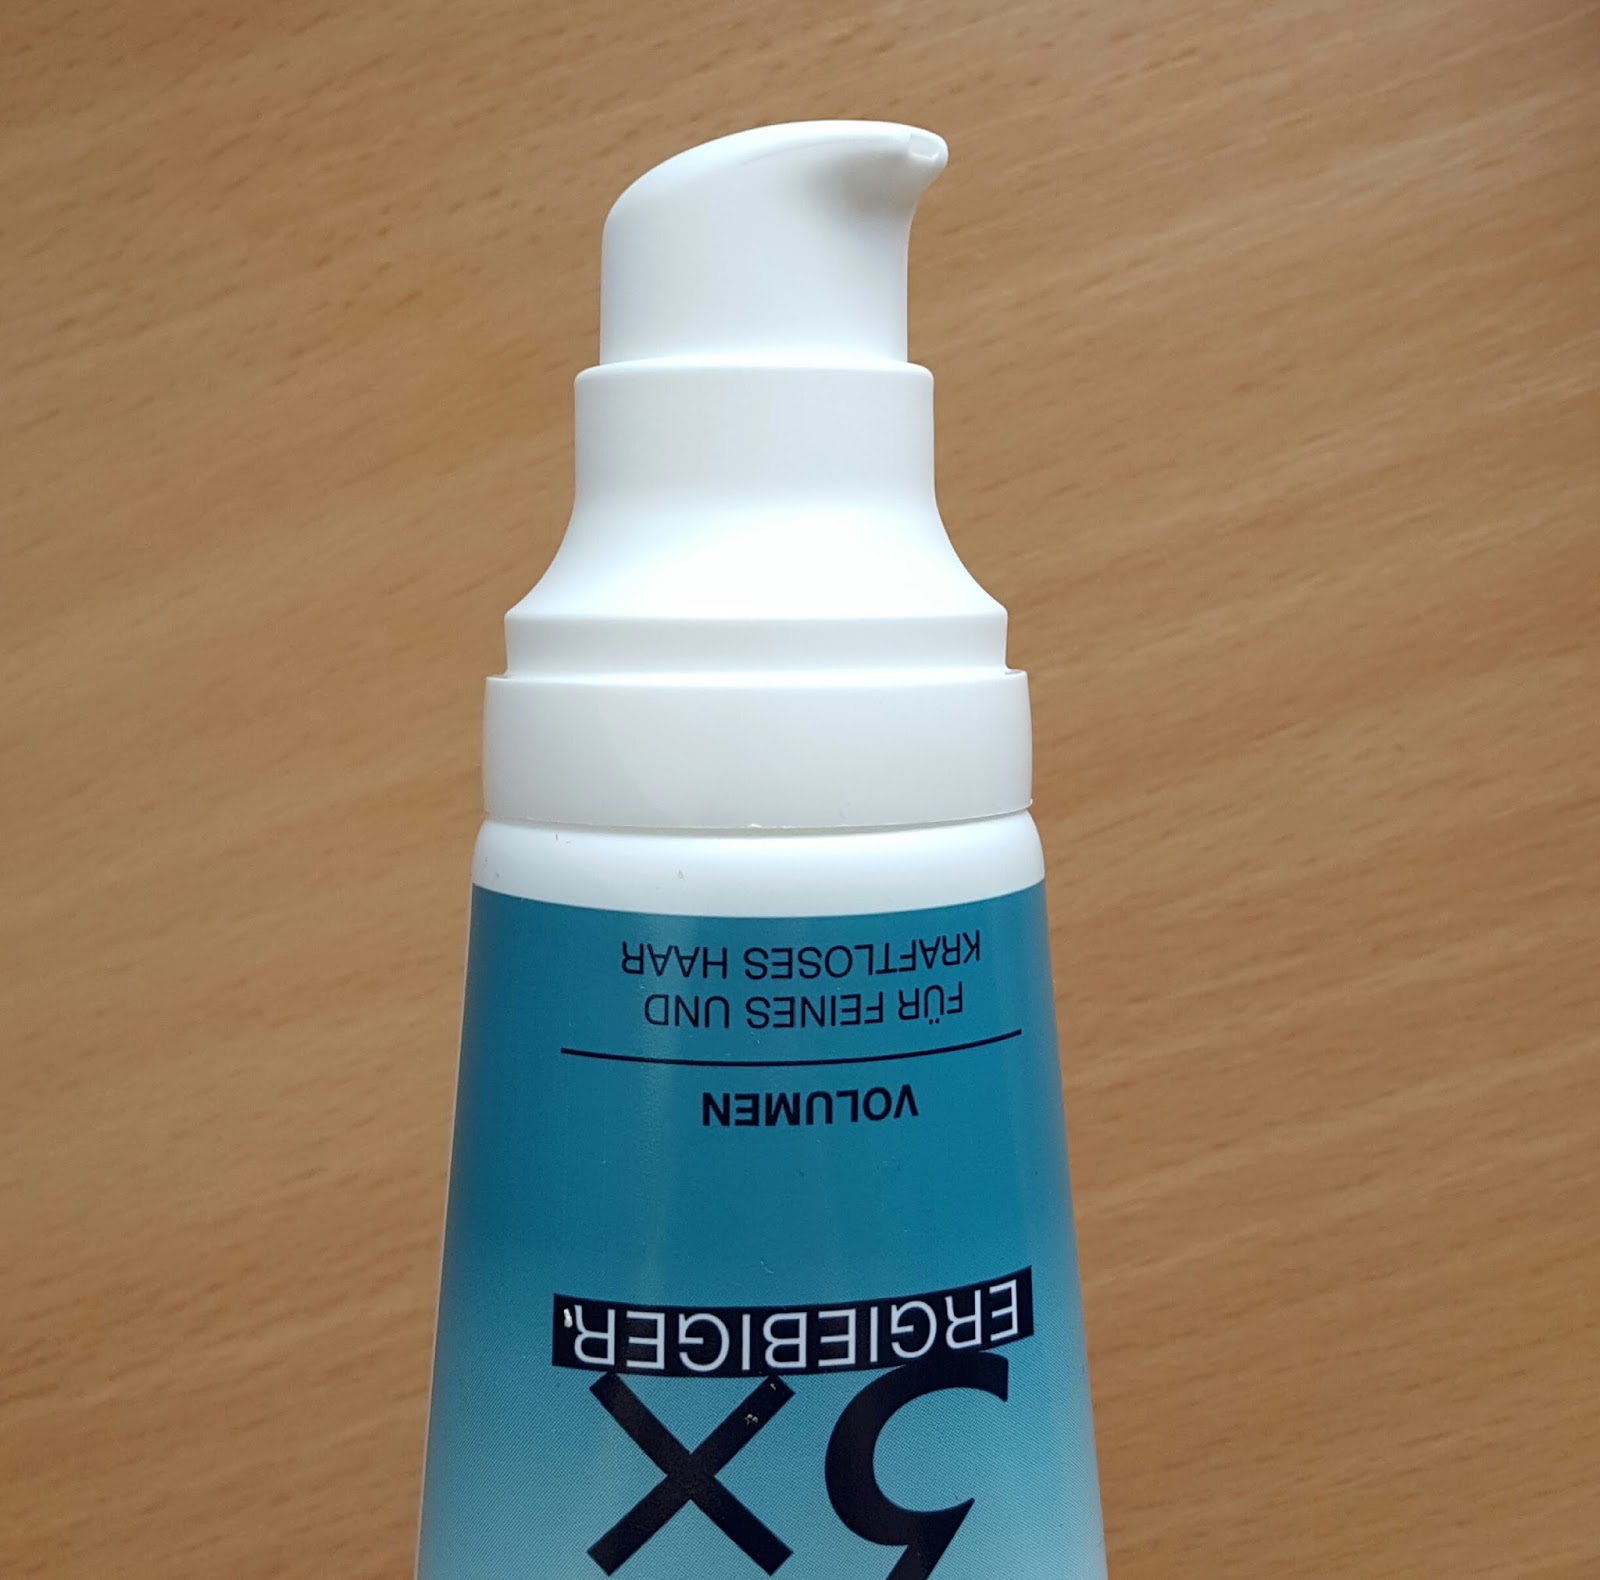 5X
ERGIEBIGER
VOLUMEN
FÜR FEINES UND
KRAFTLOSES HAAR